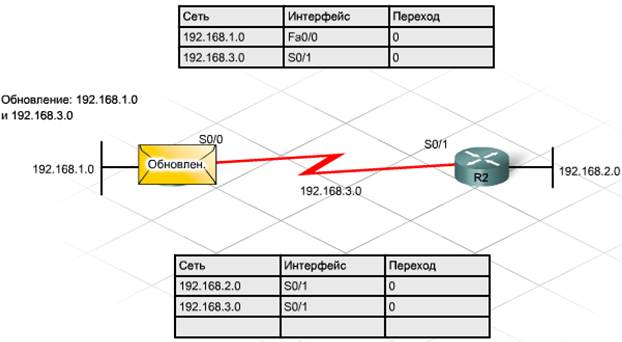 Сеть Интерфейс Переход
192.168.1.0 Fa0/0 0
192.168.3.0 S0/1 0
Обновление: 192.168.1.0
и 192.168.3.0
S0/0
S0/1
192.168.1.0
Обновлен.
192.168.3.0
R2
192.168.2.0
Сеть Интерфейс Переход
192.168.2.0 S0/1 0
192.168.3.0 S0/1 0